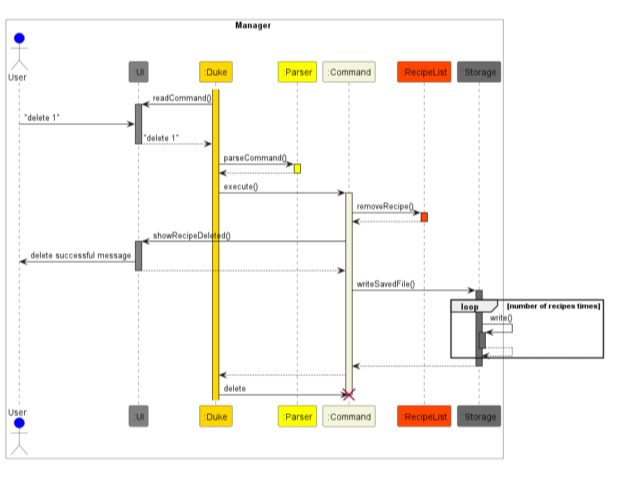 Manager
User
:UI
:Duke
:Parser
:Command
:RecipeList
:Storage
readCommand()
"delete 1"
"delete 1"
parseCommand()
execute()
removeRecipe()
showRecipeDeleted()
delete successful message
writeSavedFile()
loop
[number of recipes times]
write()
delete
User
:UI
:Duke
:Parser
:Command
:RecipeList
:Storage